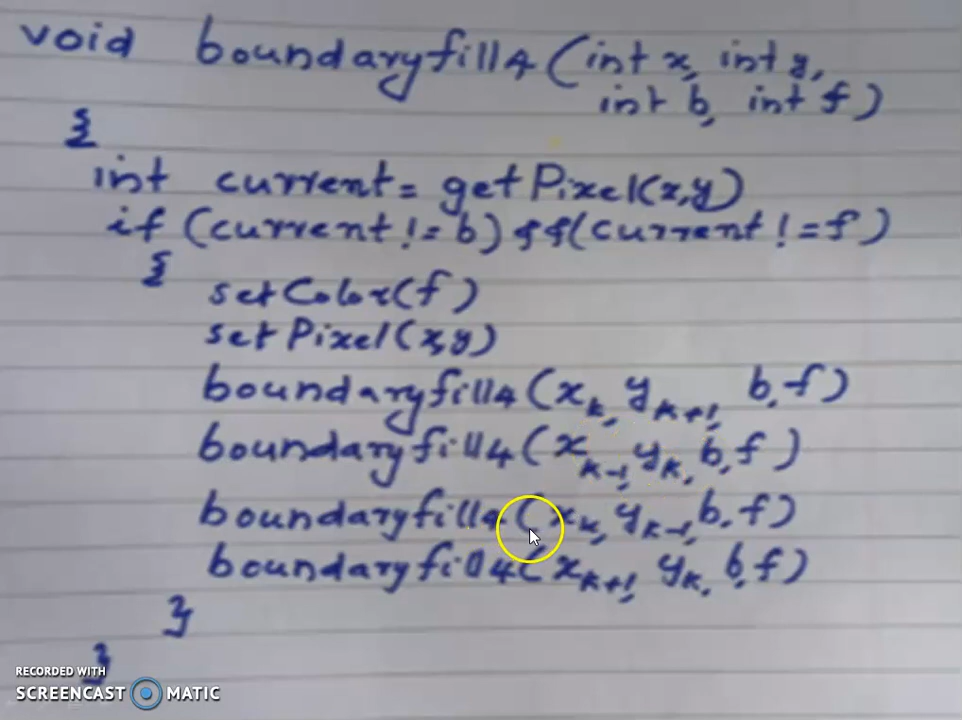 void boundaryfill4 (int x, int y,
int b, int f)
{
int current = getPixel(x,y)
if (current != b) && (current != f)
{
setColor(f)
setPixel(x,y)
boundaryfill4(xₖ, yₖ₊₁, b,f)
boundaryfill4(xₖ₋₁, yₖ, b,f)
boundaryfill4(xₖ, yₖ₋₁, b,f)
boundaryfill4(xₖ₊₁, yₖ, b,f)
}
}
RECORDED WITH
SCREENCAST MATIC